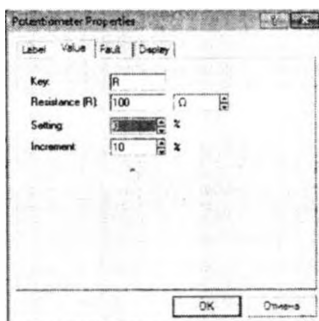 Potentiometer Properties
Label Value Fault Display
Key: R
Resistance (R): 100 Ω
Setting: %
Increment: 10 %
OK Отмена